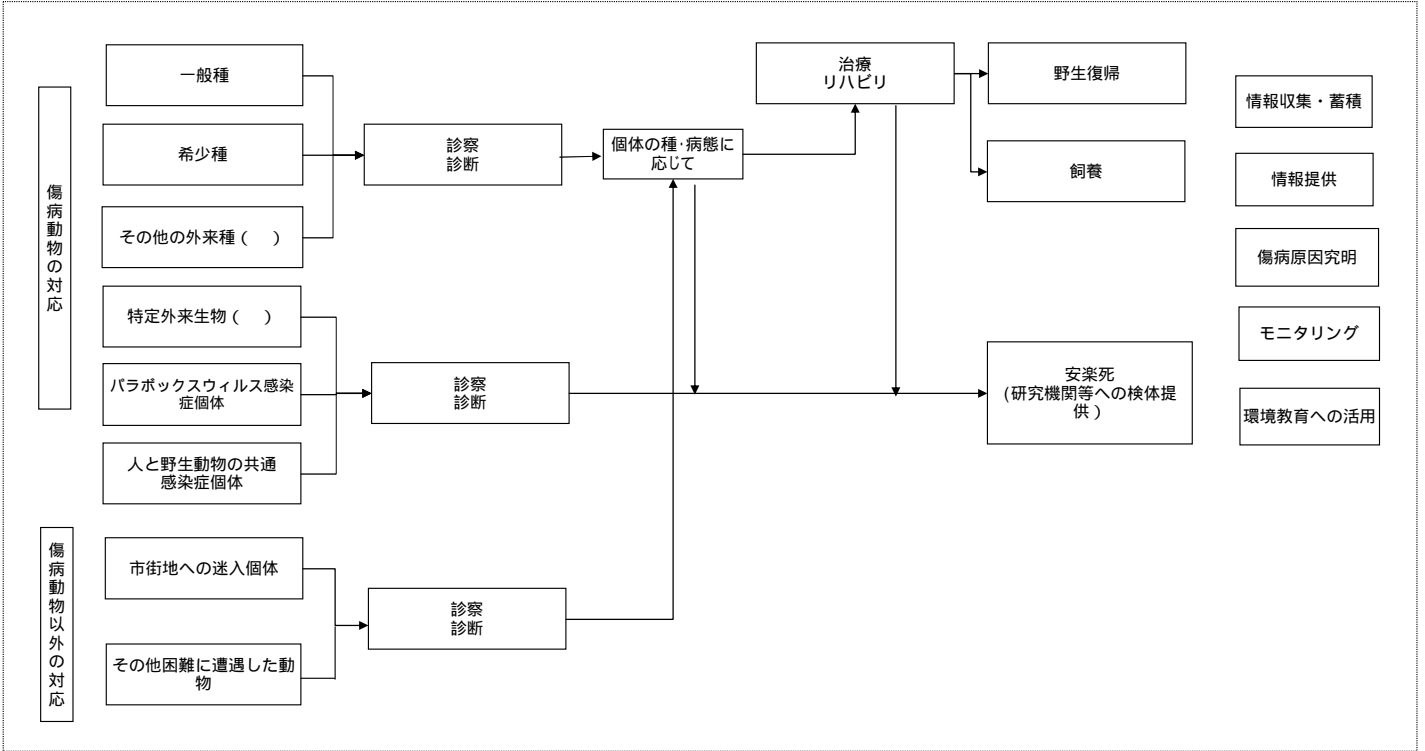 傷病動物の対応
一般種
希少種
その他の外来種（　）
特定外来生物（　）
パラボックスウィルス感染
症個体
人と野生動物の共通
感染症個体
診察
診断
診察
診断
個体の種･病態に
応じて
治療
リハビリ
野生復帰
飼養
安楽死
(研究機関等への検体提
供）
傷病動物以外の対応
市街地への迷入個体
その他困難に遭遇した動
物
診察
診断
情報収集・蓄積
情報提供
傷病原因究明
モニタリング
環境教育への活用